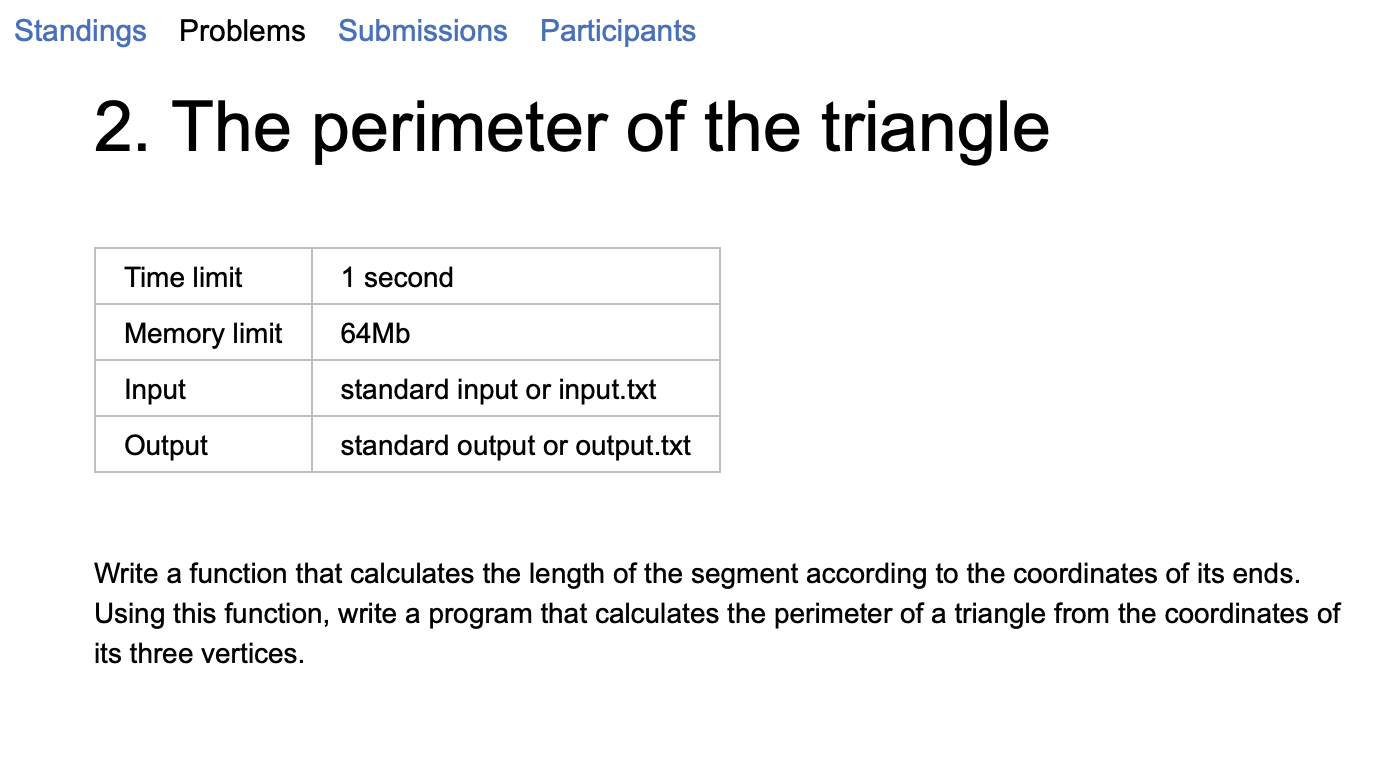 Standings Problems Submissions Participants
2. The perimeter of the triangle
Time limit 1 second
Memory limit 64Mb
Input standard input or input.txt
Output standard output or output.txt
Write a function that calculates the length of the segment according to the coordinates of its ends.
Using this function, write a program that calculates the perimeter of a triangle from the coordinates of
its three vertices.